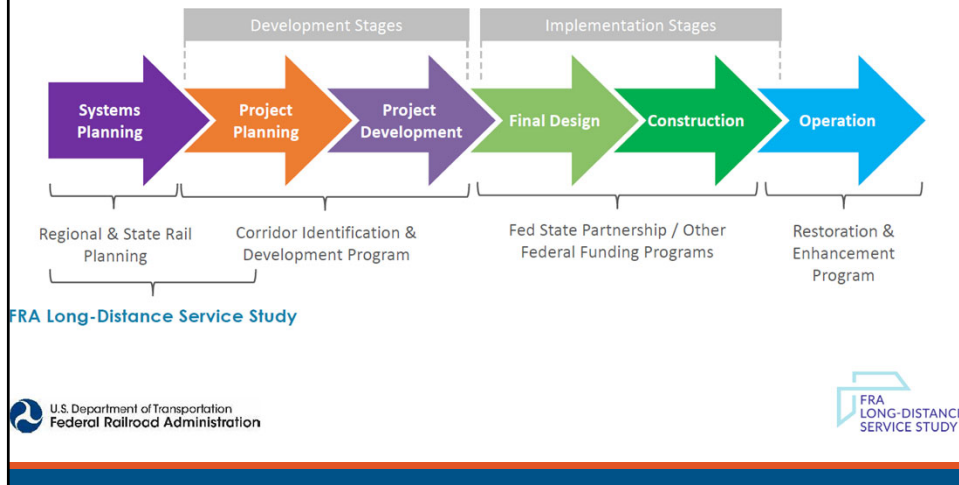 Development Stages
Implementation Stages
Systems
Planning
Project
Planning
Project
Development
Final Design
Construction
Operation
Regional & State Rail
Planning
Corridor Identification &
Development Program
Fed State Partnership / Other
Federal Funding Programs
Restoration &
Enhancement
Program
FRA Long-Distance Service Study
U.S. Department of Transportation
Federal Railroad Administration
FRA
LONG-DISTANCE
SERVICE STUDY